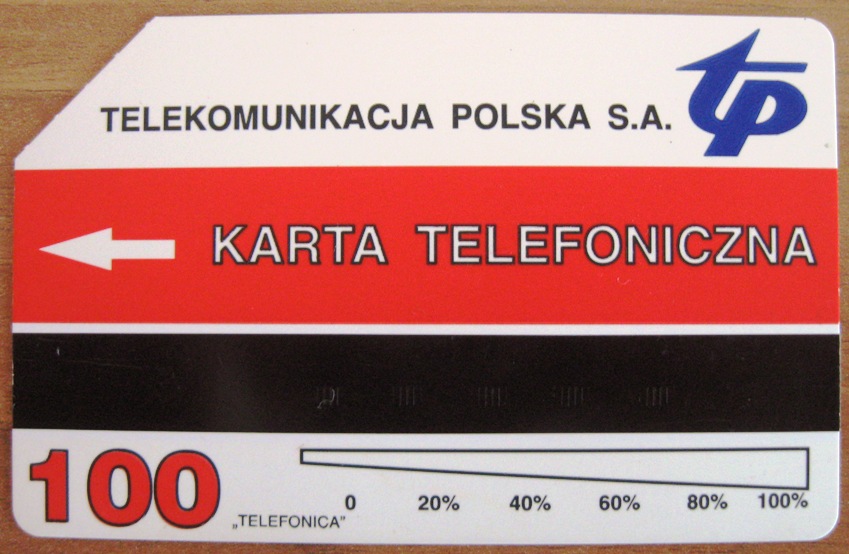 TELEKOMUNIKACJA POLSKA S.A. tp
KARTA TELEFONICZNA
100
„TELEFONICA”
0 20% 40% 60% 80% 100%